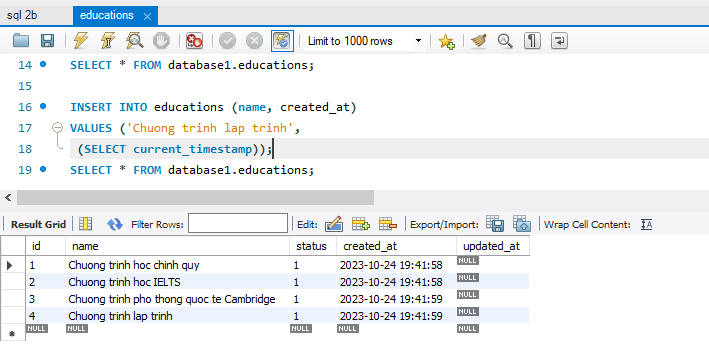 sql 2b educations
Limit to 1000 rows
14 SELECT * FROM database1.educations;
15
16 INSERT INTO educations (name, created_at)
17 VALUES ('Chuong trinh lap trinh',
18 (SELECT current_timestamp));
19 SELECT * FROM database1.educations;
Result Grid Filter Rows: Edit: Export/Import: Wrap Cell Content:
id name status created_at updated_at
1 Chuong trinh hoc chinh quy 1 2023-10-24 19:41:58 NULL
2 Chuong trinh hoc IELTS 1 2023-10-24 19:41:58 NULL
3 Chuong trinh pho thong quoc te Cambridge 1 2023-10-24 19:41:59 NULL
4 Chuong trinh lap trinh 1 2023-10-24 19:41:59 NULL
NULL NULL NULL NULL NULL